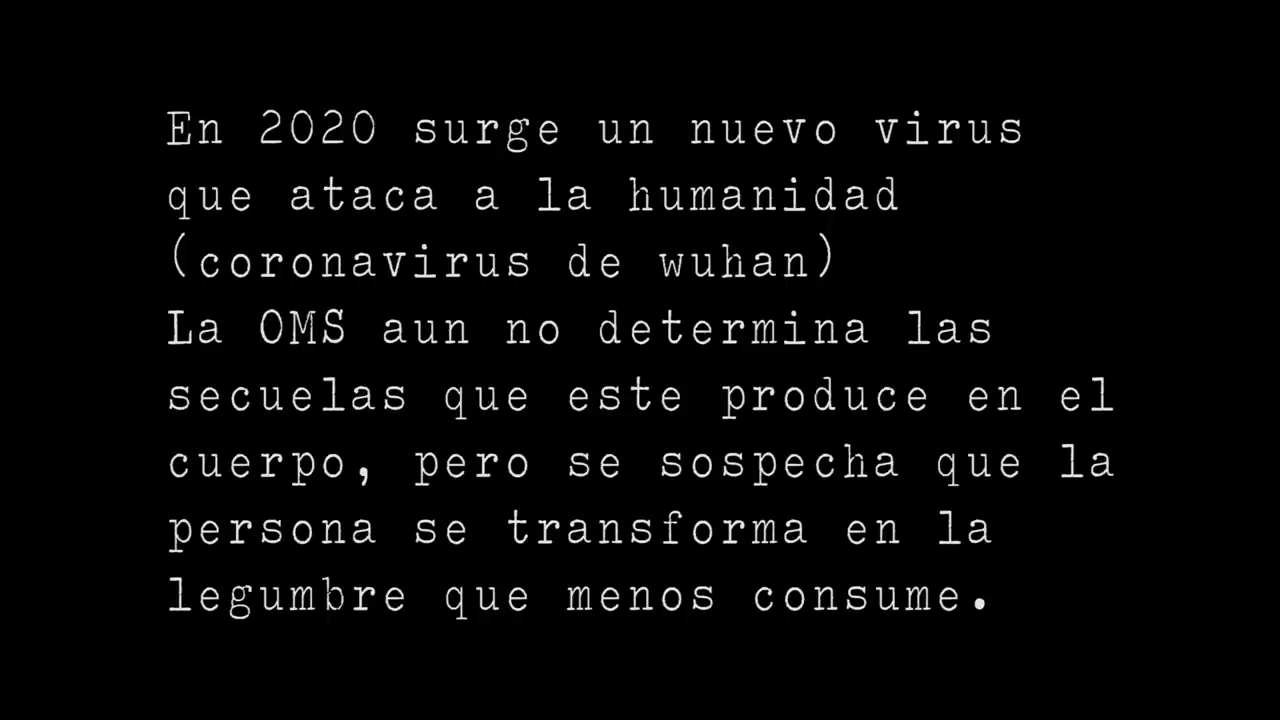 En 2020 surge un nuevo virus
que ataca a la humanidad
(coronavirus de wuhan)
La OMS aun no determina las
secuelas que este produce en el
cuerpo, pero se sospecha que la
persona se transforma en la
legumbre que menos consume.